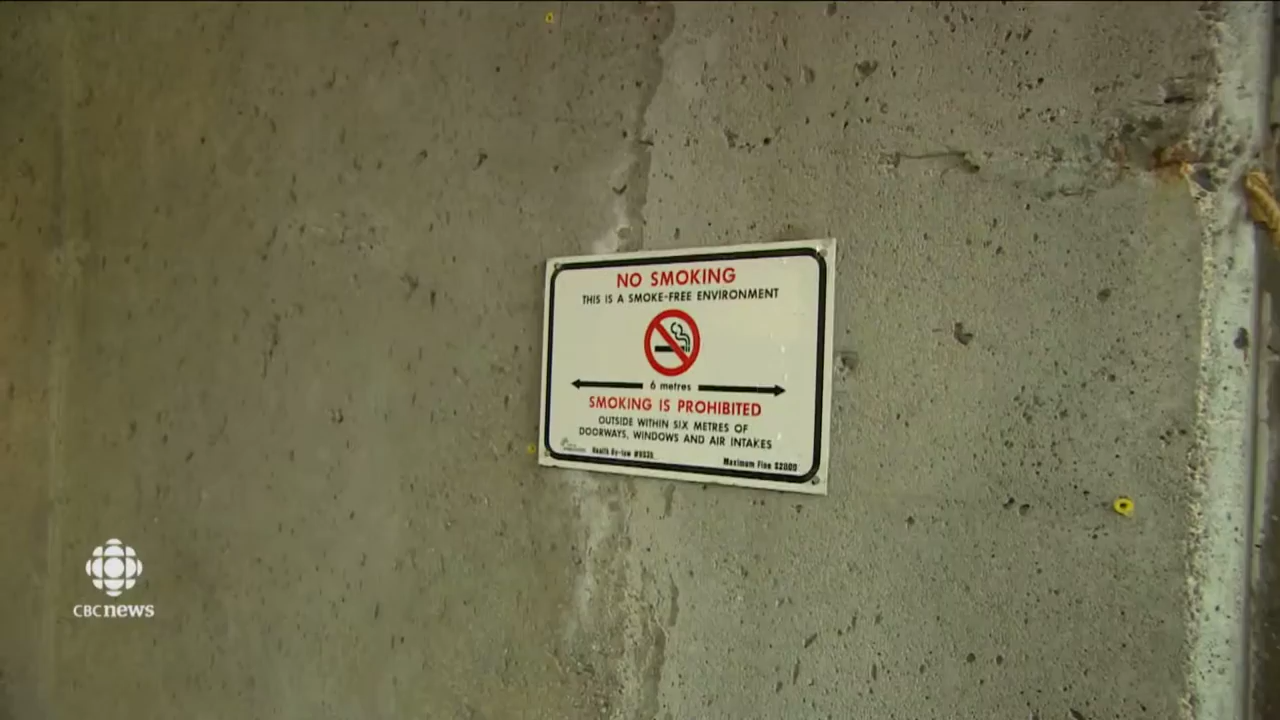 NO SMOKING
THIS IS A SMOKE-FREE ENVIRONMENT
6 metres
SMOKING IS PROHIBITED
OUTSIDE WITHIN SIX METRES OF
DOORWAYS, WINDOWS AND AIR INTAKES
Health By-law #9535
Maximum Fine $2000
CBC news